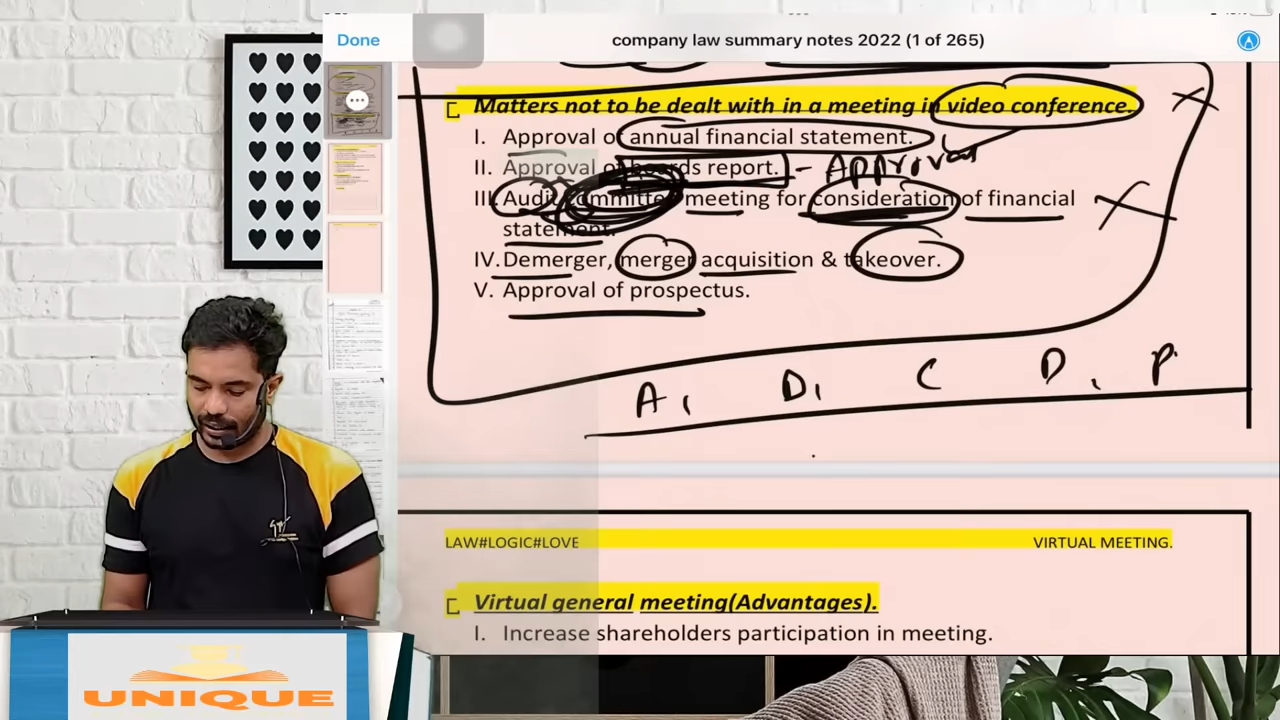 Done
company law summary notes 2022 (1 of 265)
Matters not to be dealt with in a meeting in video conference.
I. Approval of annual financial statement.
II. Approval of boards report. - Approval
III. Audit committee meeting for consideration of financial
statement.
IV. Demerger, merger acquisition & takeover.
V. Approval of prospectus.
A, D, C D, P.
LAW#LOGIC#LOVE VIRTUAL MEETING.
Virtual general meeting(Advantages).
I. Increase shareholders participation in meeting.
UNIQUE